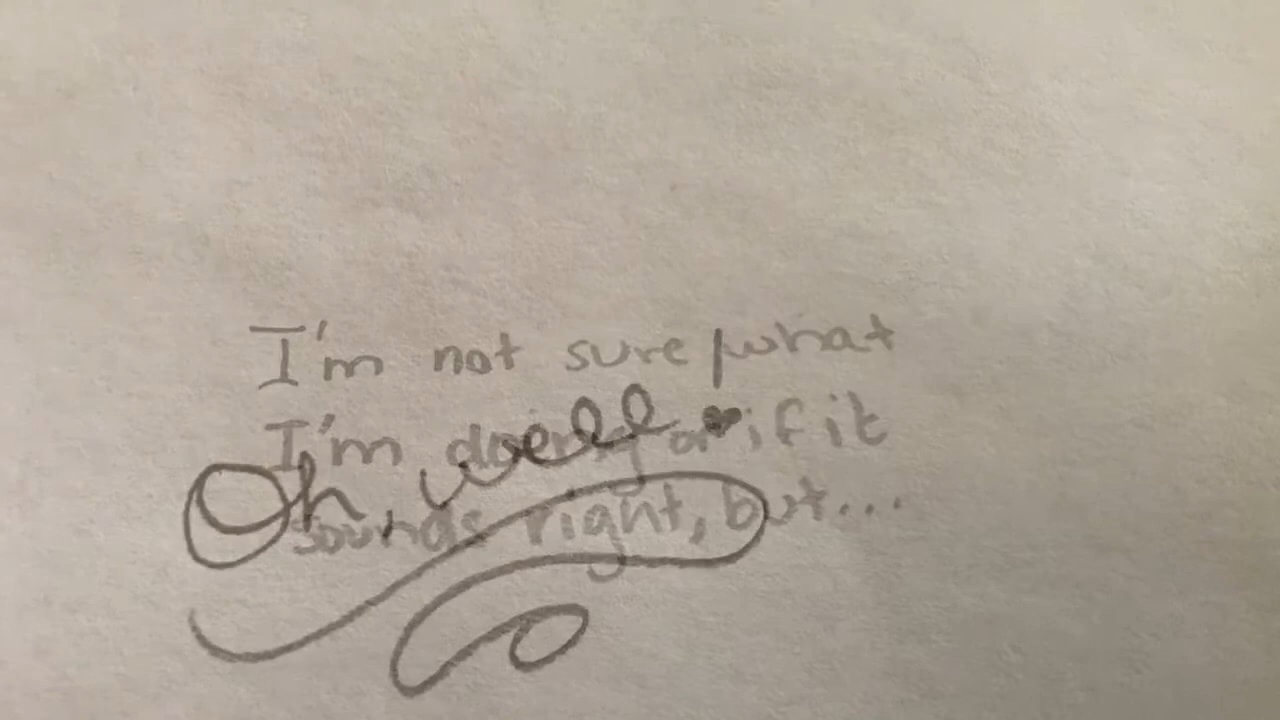 I'm not sure what
I'm doing or if it
sounds right, but...
Oh, well ♥